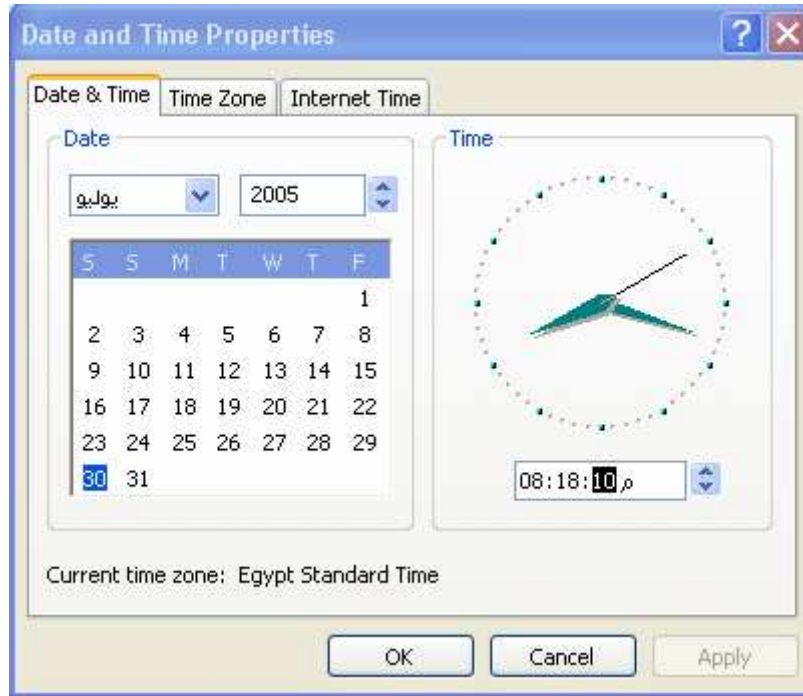 Date and Time Properties
Date & Time Time Zone Internet Time
Date
يوليو 2005
S S M T W T F
1
2 3 4 5 6 7 8
9 10 11 12 13 14 15
16 17 18 19 20 21 22
23 24 25 26 27 28 29
30 31
Time
08:18:10 م
Current time zone: Egypt Standard Time
OK Cancel Apply